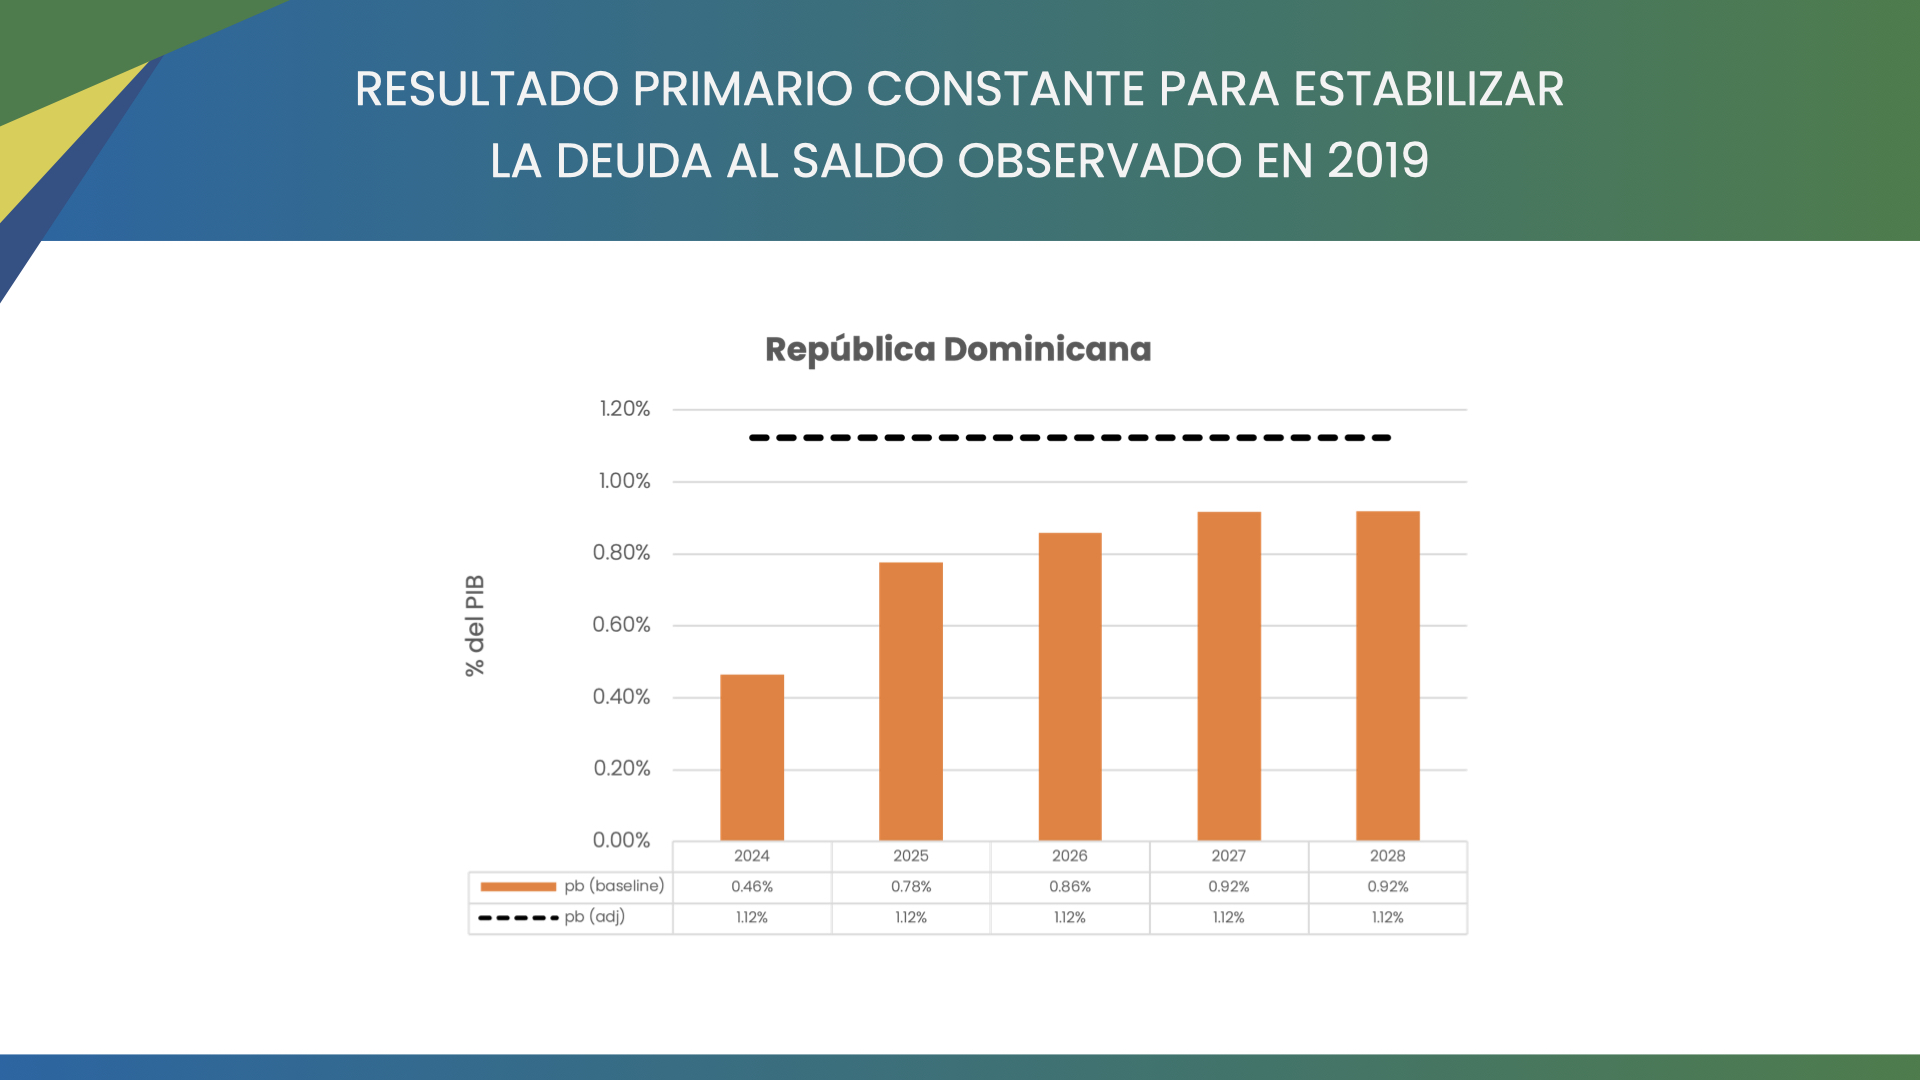 RESULTADO PRIMARIO CONSTANTE PARA ESTABILIZAR
LA DEUDA AL SALDO OBSERVADO EN 2019
República Dominicana
% del PIB
1.20%
1.00%
0.80%
0.60%
0.40%
0.20%
0.00%
2024 2025 2026 2027 2028
pb (baseline) 0.46% 0.78% 0.86% 0.92% 0.92%
pb (adj) 1.12% 1.12% 1.12% 1.12% 1.12%